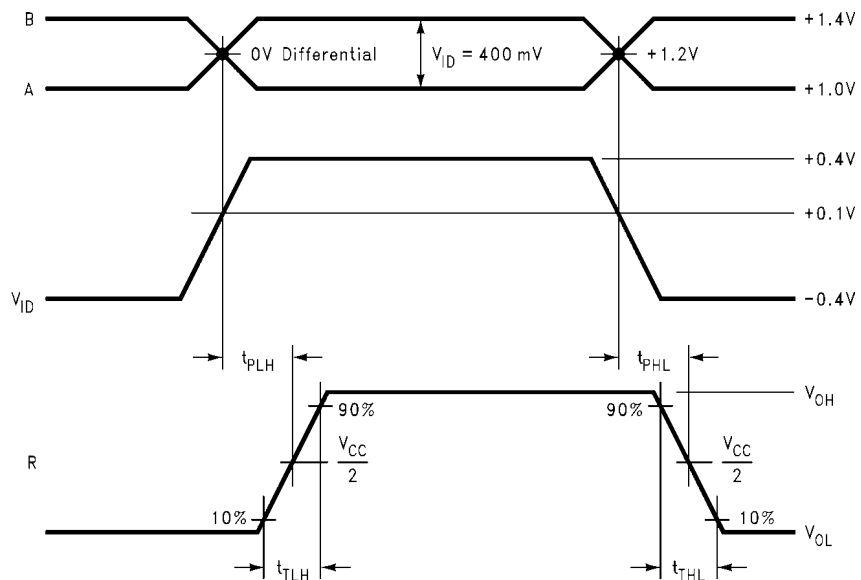 B
+1.4V
0V Differential
V_ID = 400 mV
+1.2V
A
+1.0V
+0.4V
+0.1V
V_ID
-0.4V
t_PLH
t_PHL
V_OH
90%
90%
R
V_CC/2
V_CC/2
10%
10%
V_OL
t_TLH
t_THL